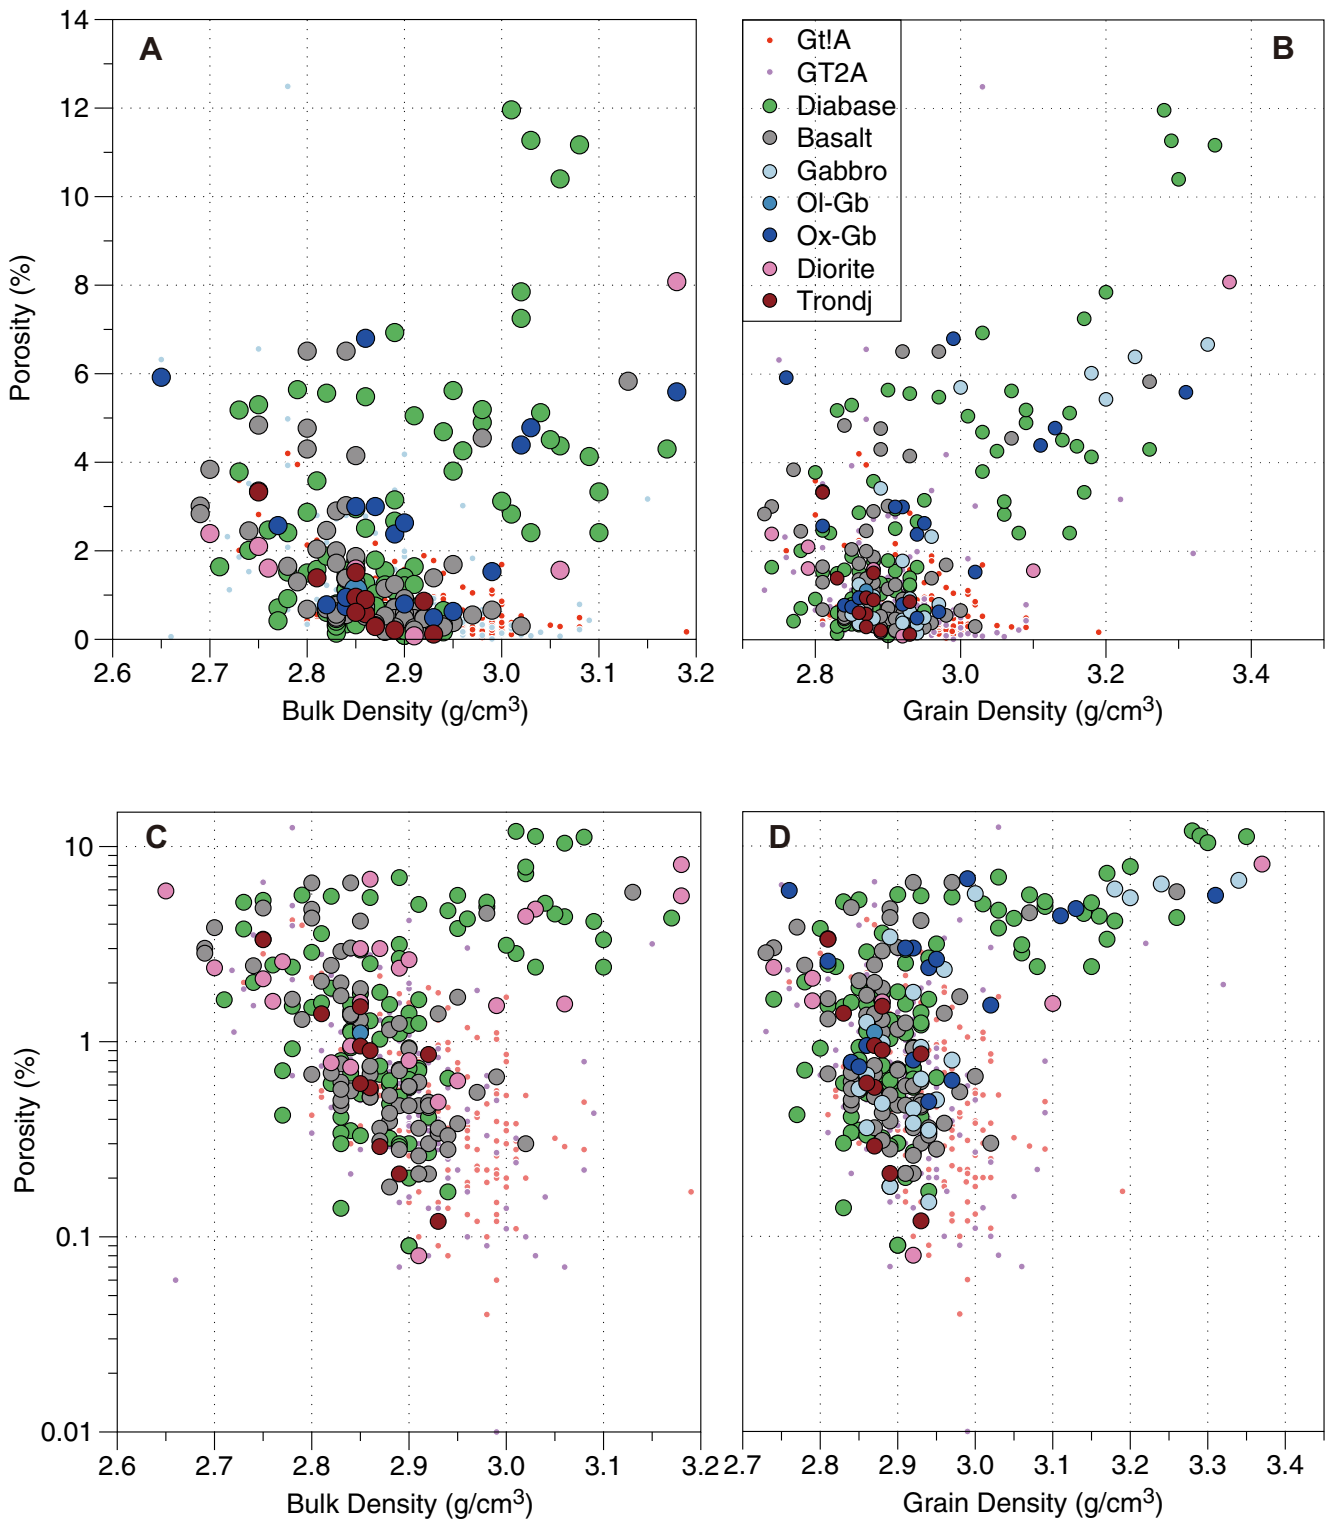 14
12
10
8
6
4
2
0
Porosity (%)
A
2.6
2.7
2.8
2.9
3.0
3.1
3.2
Bulk Density (g/cm³)
B
Gt!A
GT2A
Diabase
Basalt
Gabbro
Ol-Gb
Ox-Gb
Diorite
Trondj
2.8
3.0
3.2
3.4
Grain Density (g/cm³)
C
10
1
0.1
0.01
Porosity (%)
2.6
2.7
2.8
2.9
3.0
3.1
3.2
Bulk Density (g/cm³)
D
2.7
2.8
2.9
3.0
3.1
3.2
3.3
3.4
Grain Density (g/cm³)